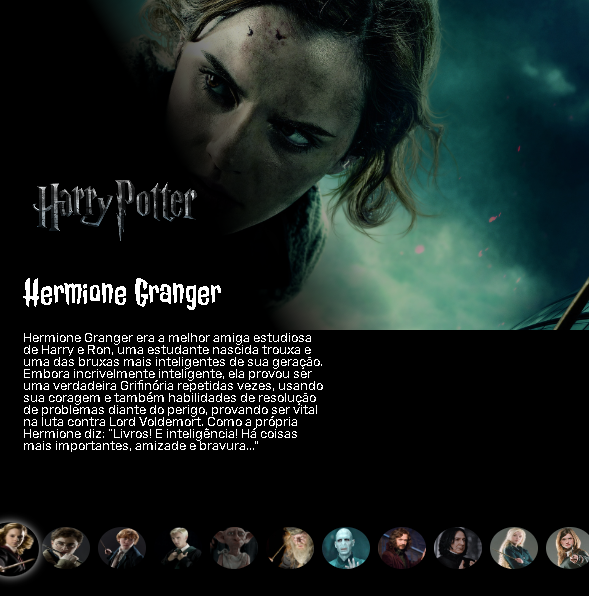 Harry Potter
Hermione Granger
Hermione Granger era a melhor amiga estudiosa
de Harry e Ron, uma estudante nascida trouxa e
uma das bruxas mais inteligentes de sua geração.
Embora incrivelmente inteligente, ela provou ser
uma verdadeira Grifinória repetidas vezes, usando
sua coragem e também habilidades de resolução
de problemas diante do perigo, provando ser vital
na luta contra Lord Voldemort. Como a própria
Hermione diz: "Livros! E inteligência! Há coisas
mais importantes, amizade e bravura..."